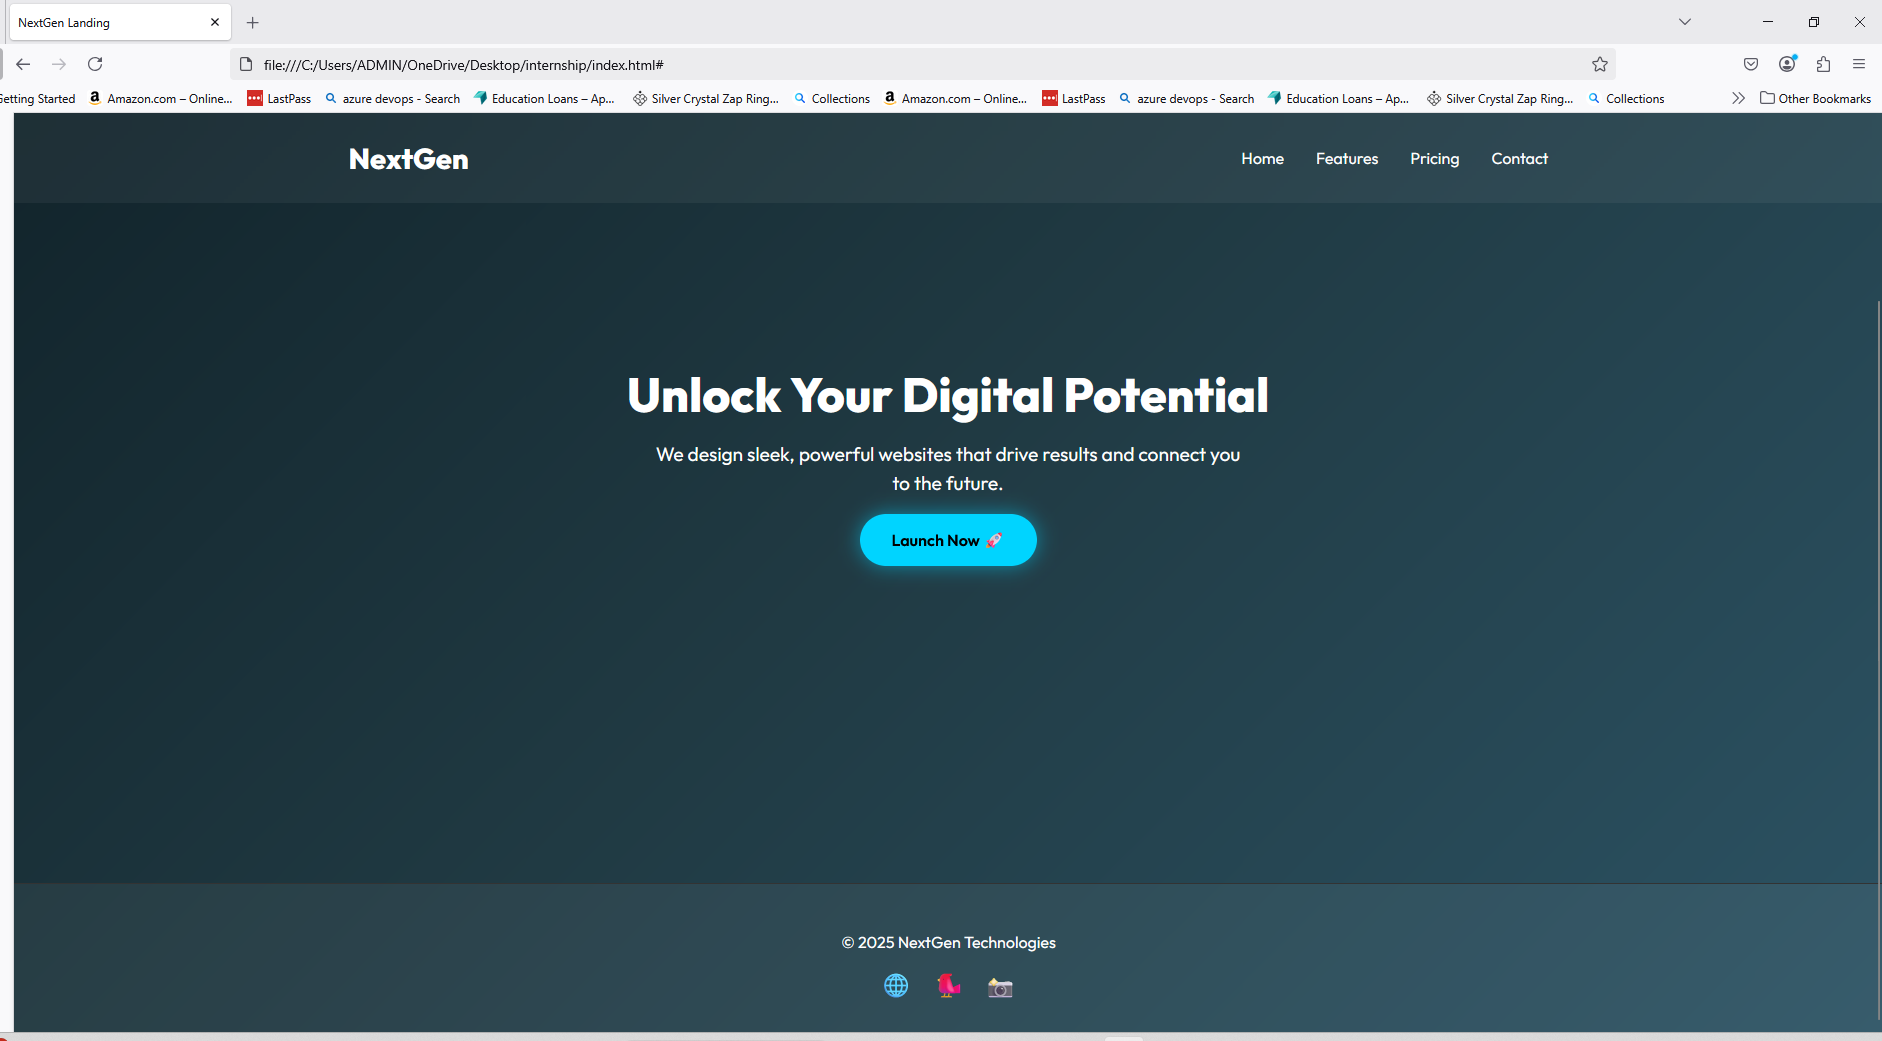 NextGen Landing
file:///C:/Users/ADMIN/OneDrive/Desktop/internship/index.html#
Getting Started Amazon.com – Online... LastPass azure devops - Search Education Loans – Ap... Silver Crystal Zap Ring... Collections Amazon.com – Online... LastPass azure devops - Search Education Loans – Ap... Silver Crystal Zap Ring... Collections Other Bookmarks
NextGen Home Features Pricing Contact
Unlock Your Digital Potential
We design sleek, powerful websites that drive results and connect you
to the future.
Launch Now 🚀
© 2025 NextGen Technologies